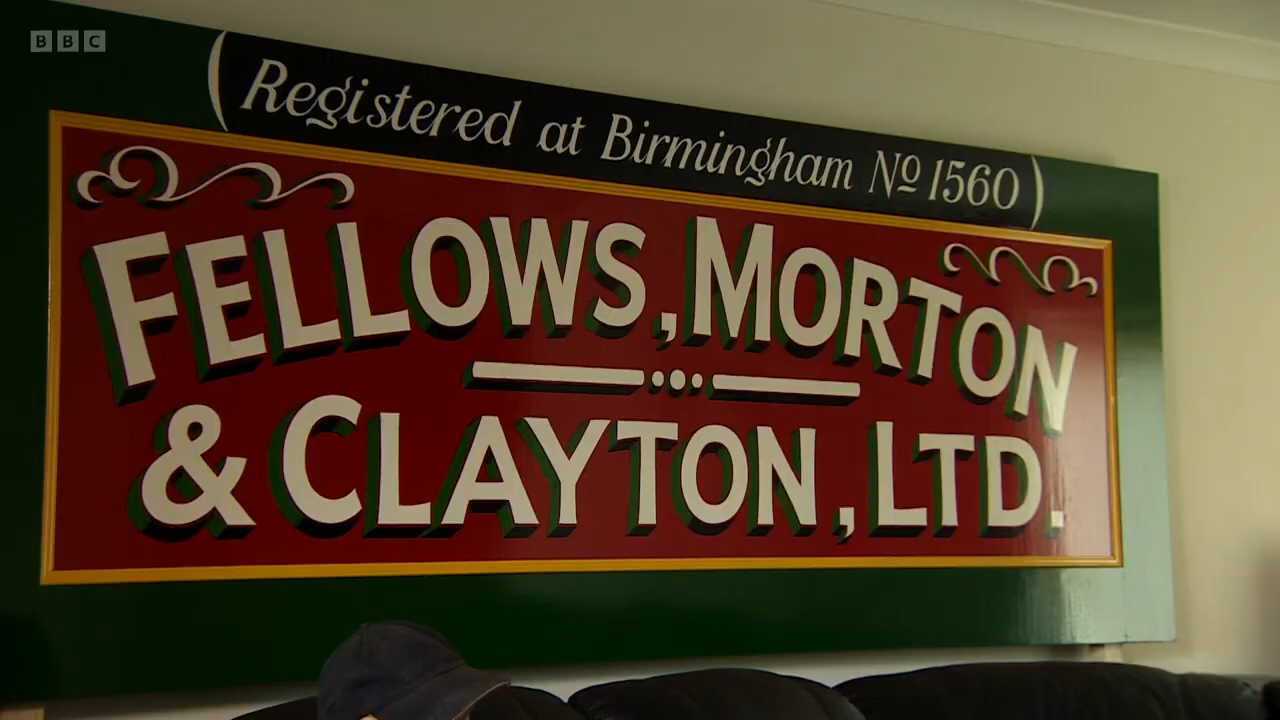 BBC
(Registered at Birmingham Nº 1560)
FELLOWS, MORTON
& CLAYTON, LTD.